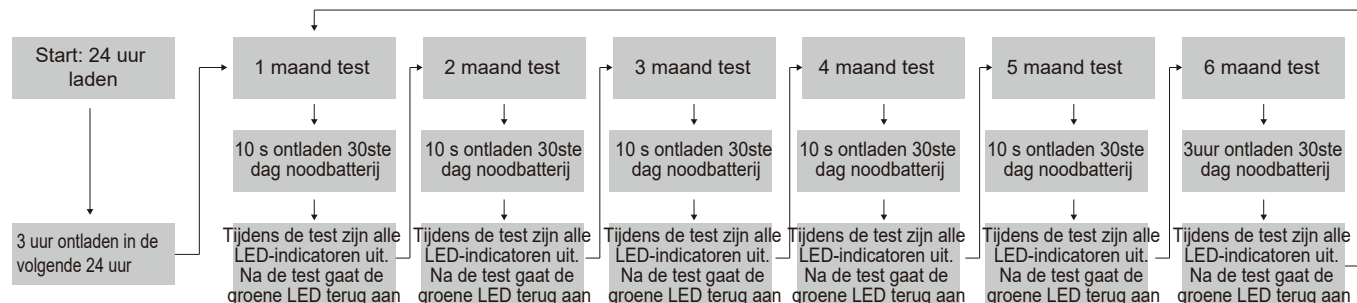 Start: 24 uur
laden
3 uur ontladen in de
volgende 24 uur
1 maand test
10 s ontladen 30ste
dag noodbatterij
Tijdens de test zijn alle
LED-indicatoren uit.
Na de test gaat de
groene LED terug aan
2 maand test
10 s ontladen 30ste
dag noodbatterij
Tijdens de test zijn alle
LED-indicatoren uit.
Na de test gaat de
groene LED terug aan
3 maand test
10 s ontladen 30ste
dag noodbatterij
Tijdens de test zijn alle
LED-indicatoren uit.
Na de test gaat de
groene LED terug aan
4 maand test
10 s ontladen 30ste
dag noodbatterij
Tijdens de test zijn alle
LED-indicatoren uit.
Na de test gaat de
groene LED terug aan
5 maand test
10 s ontladen 30ste
dag noodbatterij
Tijdens de test zijn alle
LED-indicatoren uit.
Na de test gaat de
groene LED terug aan
6 maand test
3uur ontladen 30ste
dag noodbatterij
Tijdens de test zijn alle
LED-indicatoren uit.
Na de test gaat de
groene LED terug aan